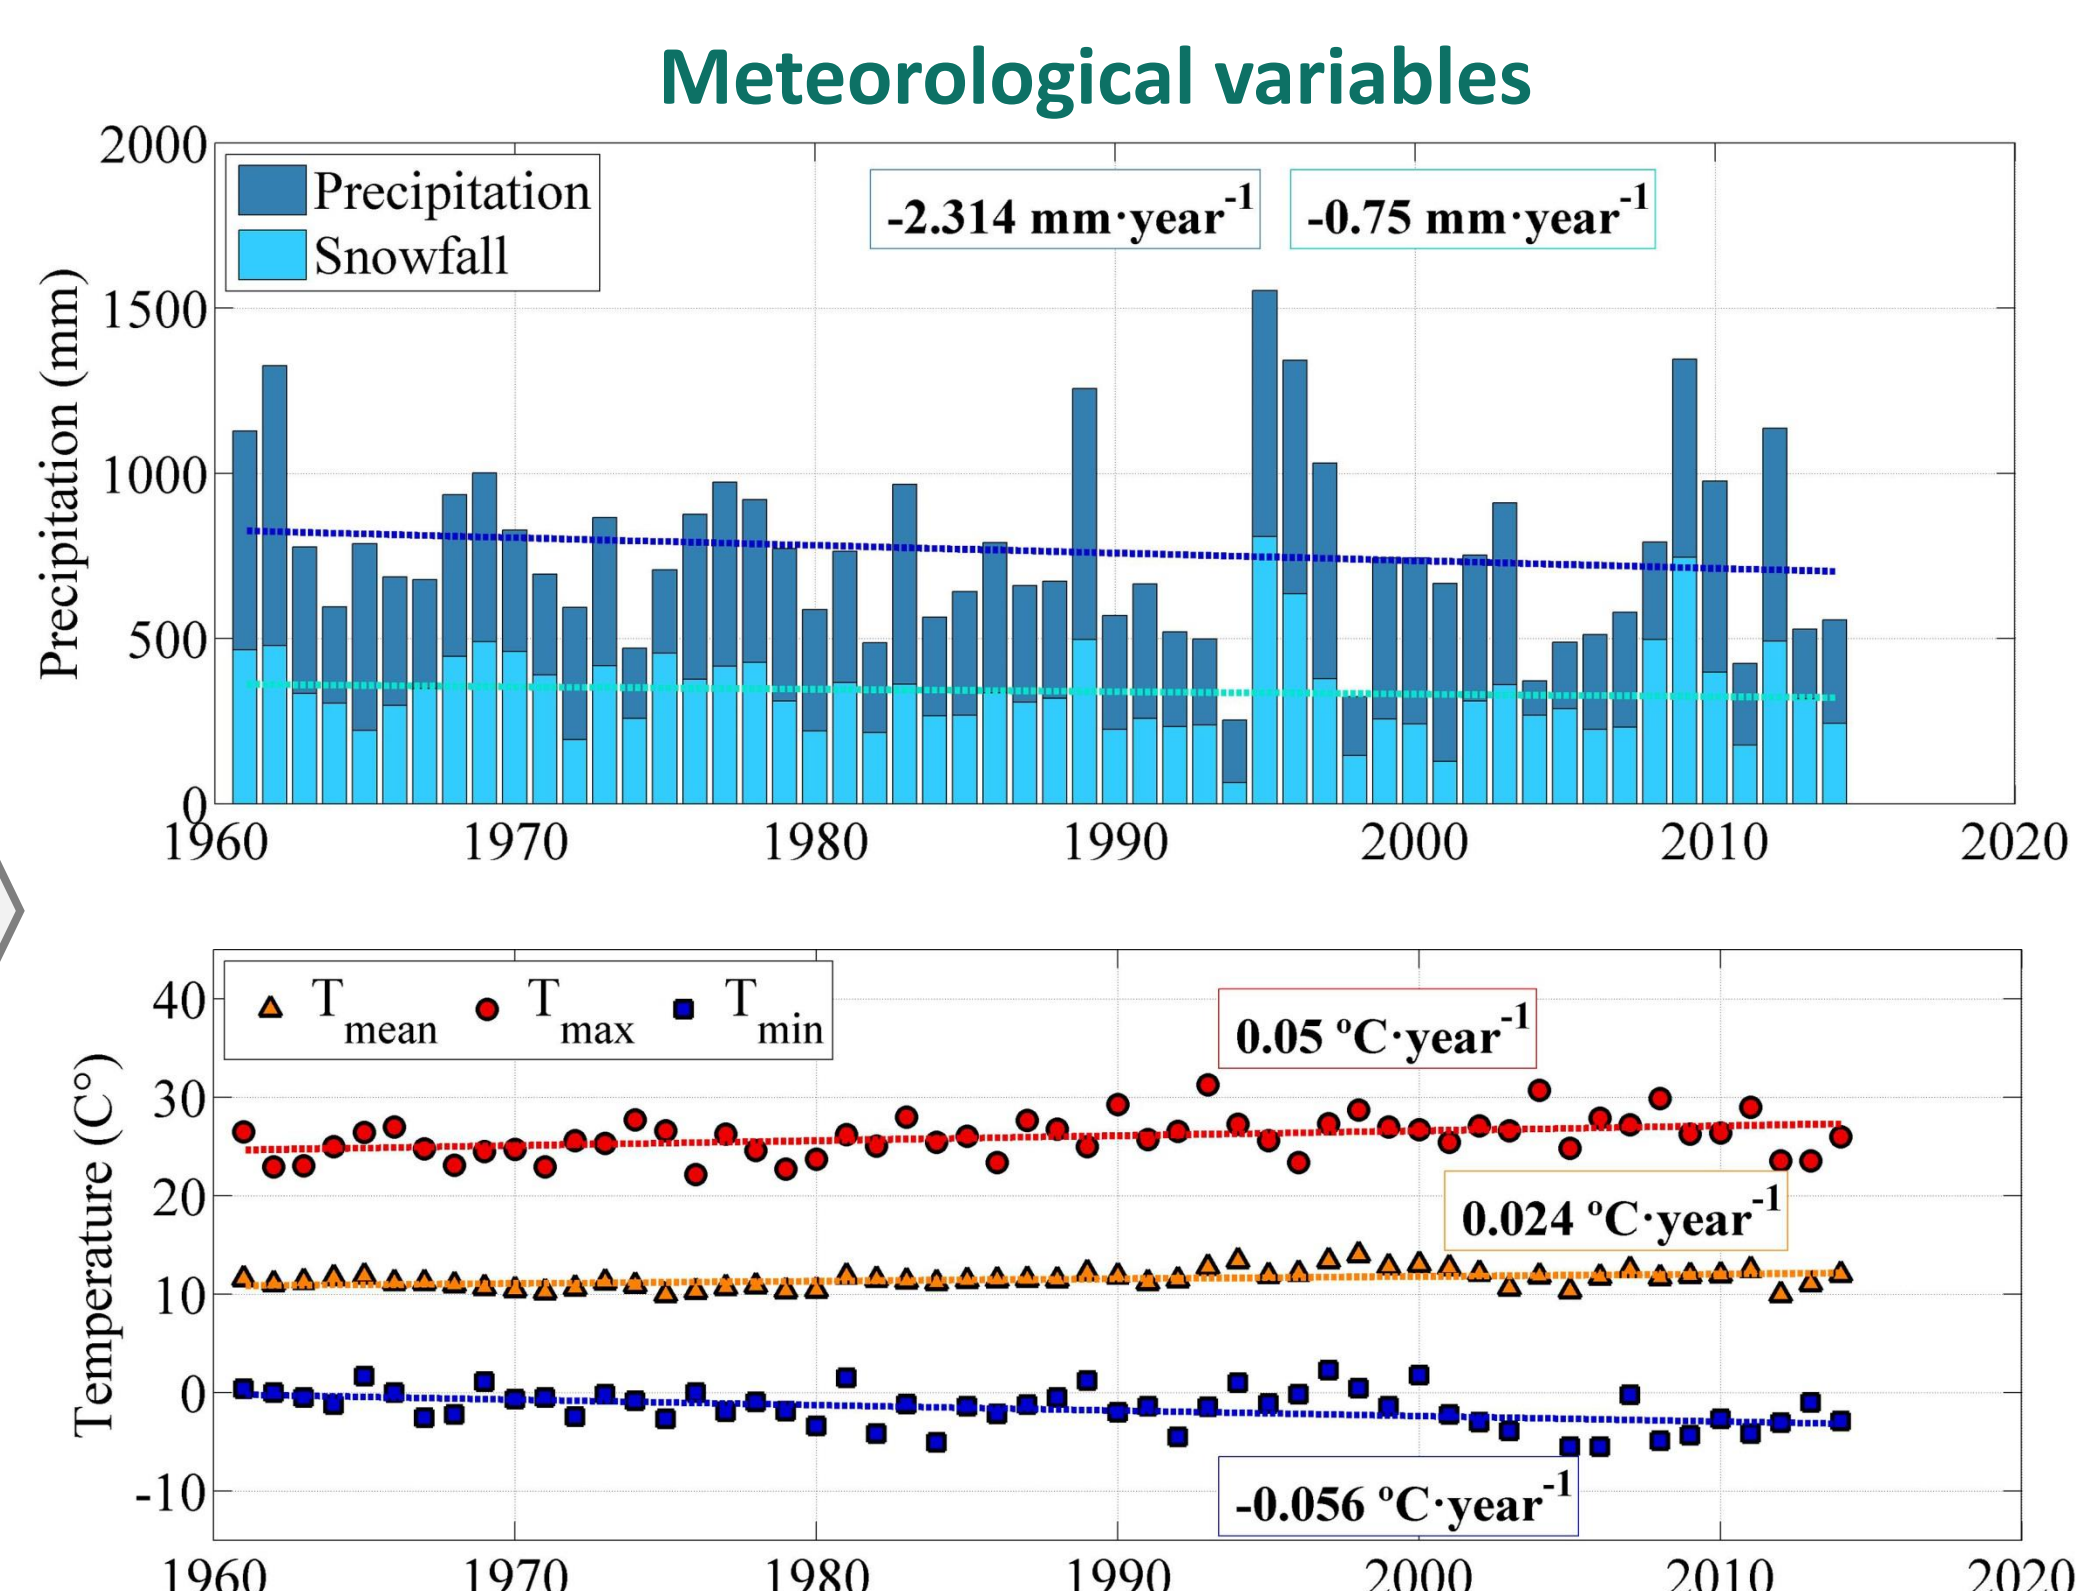 Meteorological variables
2000
1500
1000
500
0
Precipitation (mm)
Precipitation
Snowfall
-2.314 mm·year-1
-0.75 mm·year-1
1960 1970 1980 1990 2000 2010 2020
40
30
20
10
0
-10
Temperature (C°)
Tmean Tmax Tmin
0.05 ºC·year-1
0.024 ºC·year-1
-0.056 ºC·year-1
1960 1970 1980 1990 2000 2010 2020